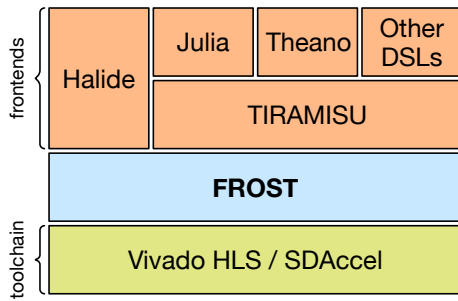 frontends
Halide
Julia
Theano
Other
DSLs
TIRAMISU
FROST
toolchain
Vivado HLS / SDAccel